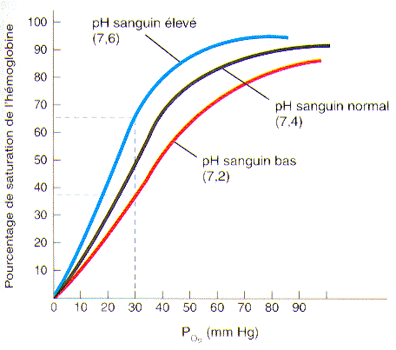 Pourcentage de saturation de l'hémoglobine
100
90
80
70
60
50
40
30
20
10
pH sanguin élevé
(7,6)
pH sanguin normal
(7,4)
pH sanguin bas
(7,2)
0 10 20 30 40 50 60 70 80 90
PO₂ (mm Hg)